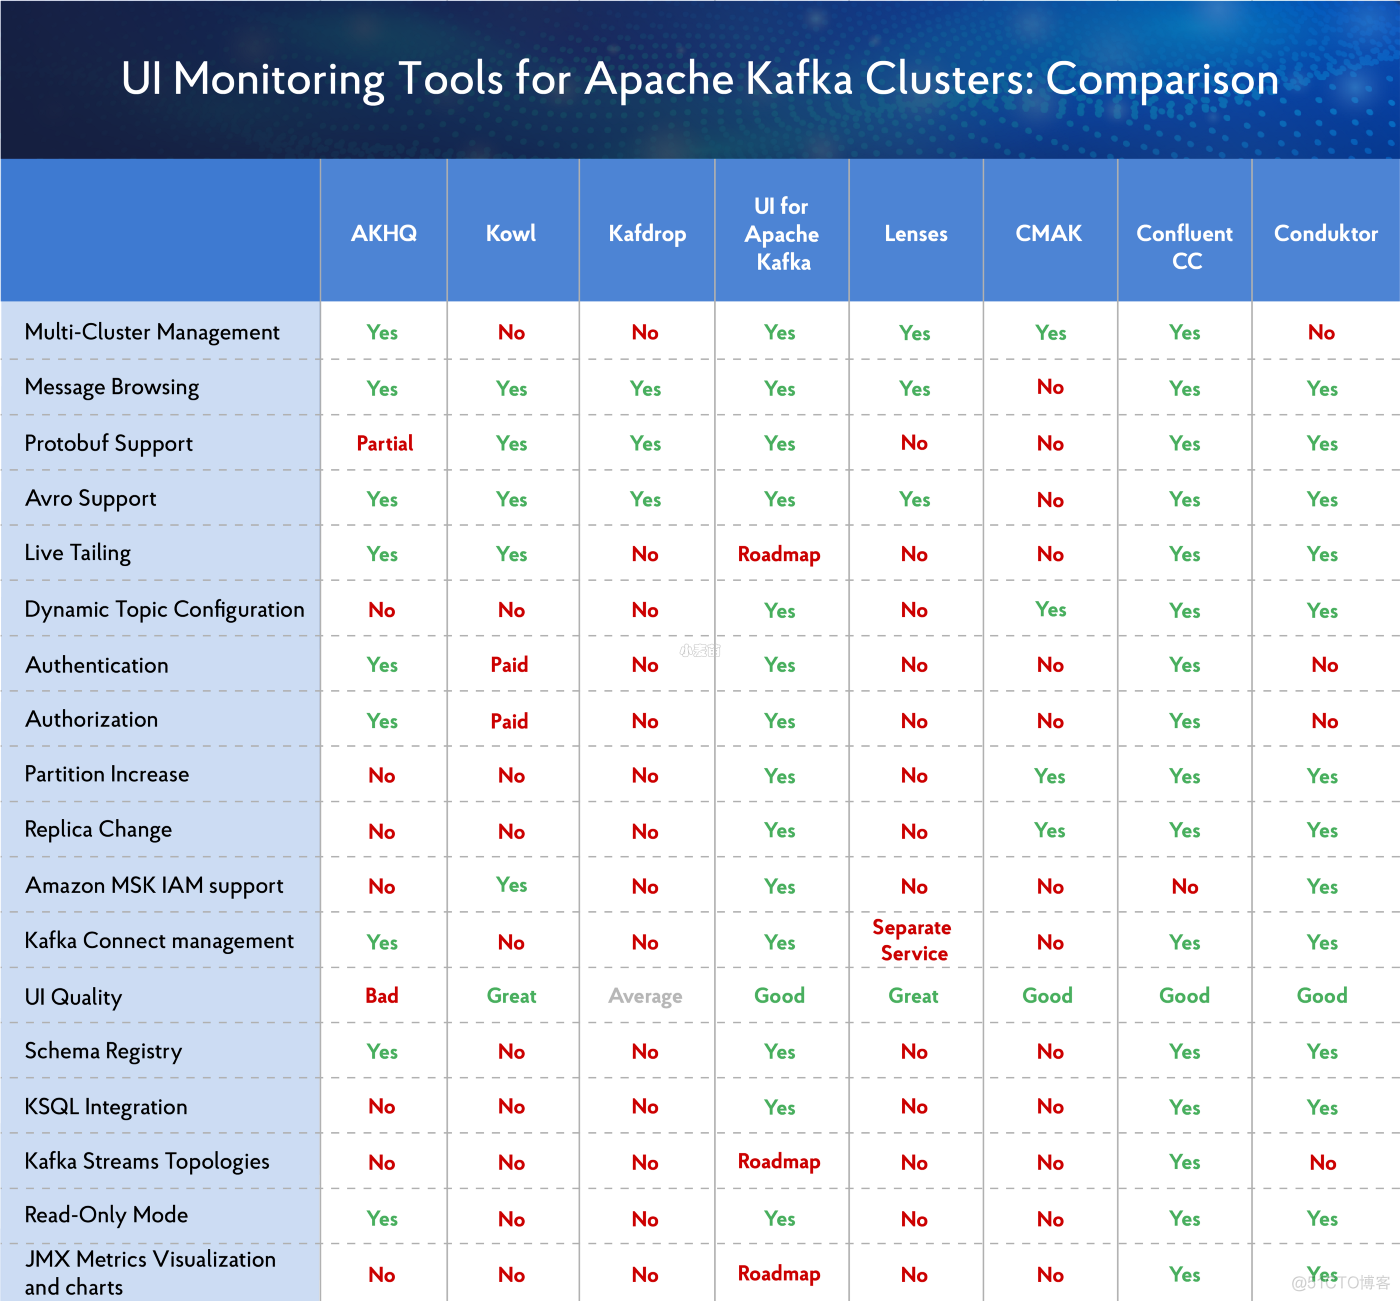 UI Monitoring Tools for Apache Kafka Clusters: Comparison
AKHQ Kowl Kafdrop UI for Apache Kafka Lenses CMAK Confluent CC Conduktor
Multi-Cluster Management Yes No No Yes Yes Yes Yes No
Message Browsing Yes Yes Yes Yes Yes No Yes Yes
Protobuf Support Partial Yes Yes Yes No No Yes Yes
Avro Support Yes Yes Yes Yes Yes No Yes Yes
Live Tailing Yes Yes No Roadmap No No Yes Yes
Dynamic Topic Configuration No No No Yes No Yes Yes Yes
Authentication Yes Paid No Yes No No Yes No
Authorization Yes Paid No Yes No No Yes No
Partition Increase No No No Yes No Yes Yes Yes
Replica Change No No No Yes No Yes Yes Yes
Amazon MSK IAM support No Yes No Yes No No No Yes
Kafka Connect management Yes No No Yes Separate Service No Yes Yes
UI Quality Bad Great Average Good Great Good Good Good
Schema Registry Yes No No Yes No No Yes Yes
KSQL Integration No No No Yes No No Yes Yes
Kafka Streams Topologies No No No Roadmap No No Yes No
Read-Only Mode Yes No No Yes No No Yes Yes
JMX Metrics Visualization
and charts No No No Roadmap No No Yes Yes
@51CTO博客